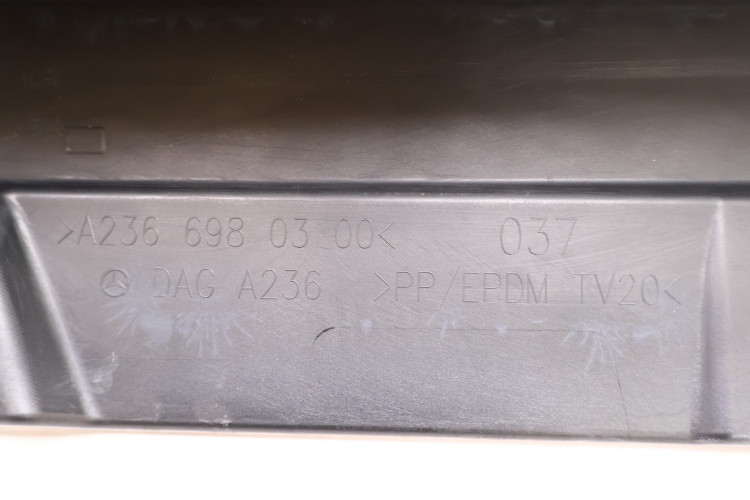 >A236 698 03 00< 037
DAG A236 >PP/EPDM TV20<